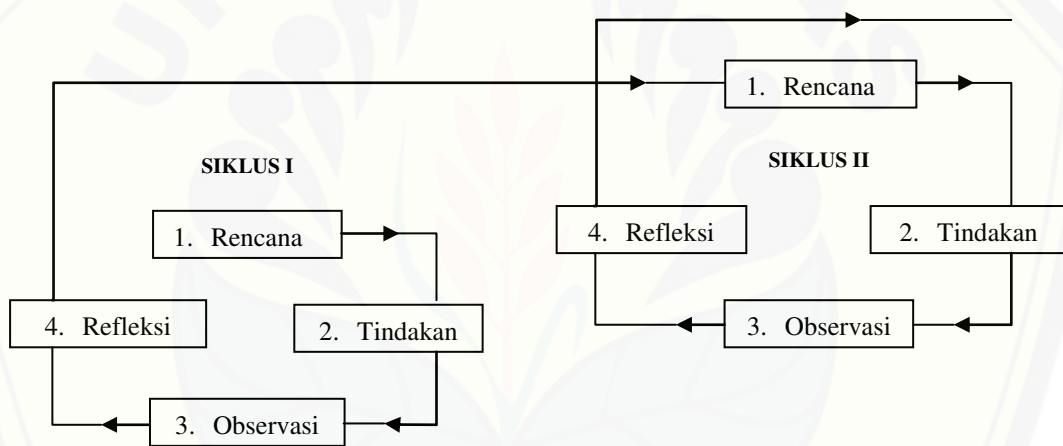 SIKLUS I
1. Rencana
2. Tindakan
3. Observasi
4. Refleksi
SIKLUS II
1. Rencana
2. Tindakan
3. Observasi
4. Refleksi